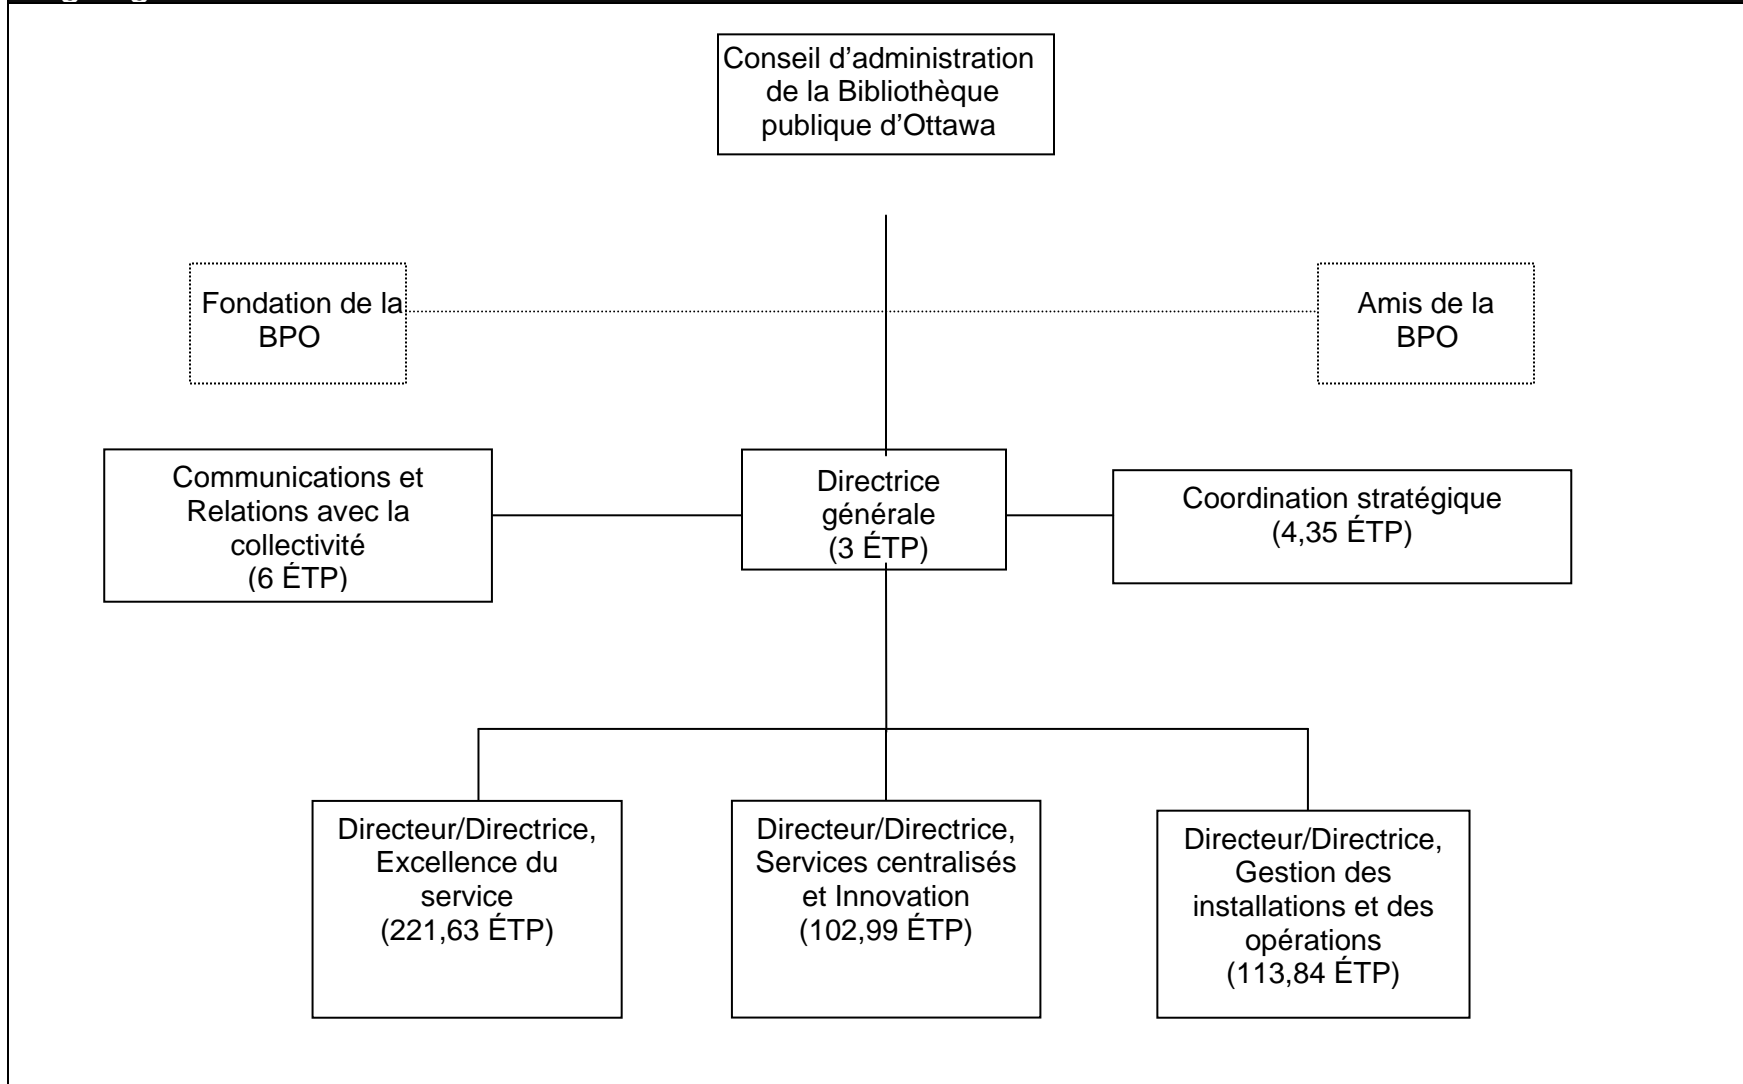 Conseil d’administration
de la Bibliothèque
publique d’Ottawa
Fondation de la
BPO
Amis de la
BPO
Communications et
Relations avec la
collectivité
(6 ÉTP)
Directrice
générale
(3 ÉTP)
Coordination stratégique
(4,35 ÉTP)
Directeur/Directrice,
Excellence du
service
(221,63 ÉTP)
Directeur/Directrice,
Services centralisés
et Innovation
(102,99 ÉTP)
Directeur/Directrice,
Gestion des
installations et des
opérations
(113,84 ÉTP)